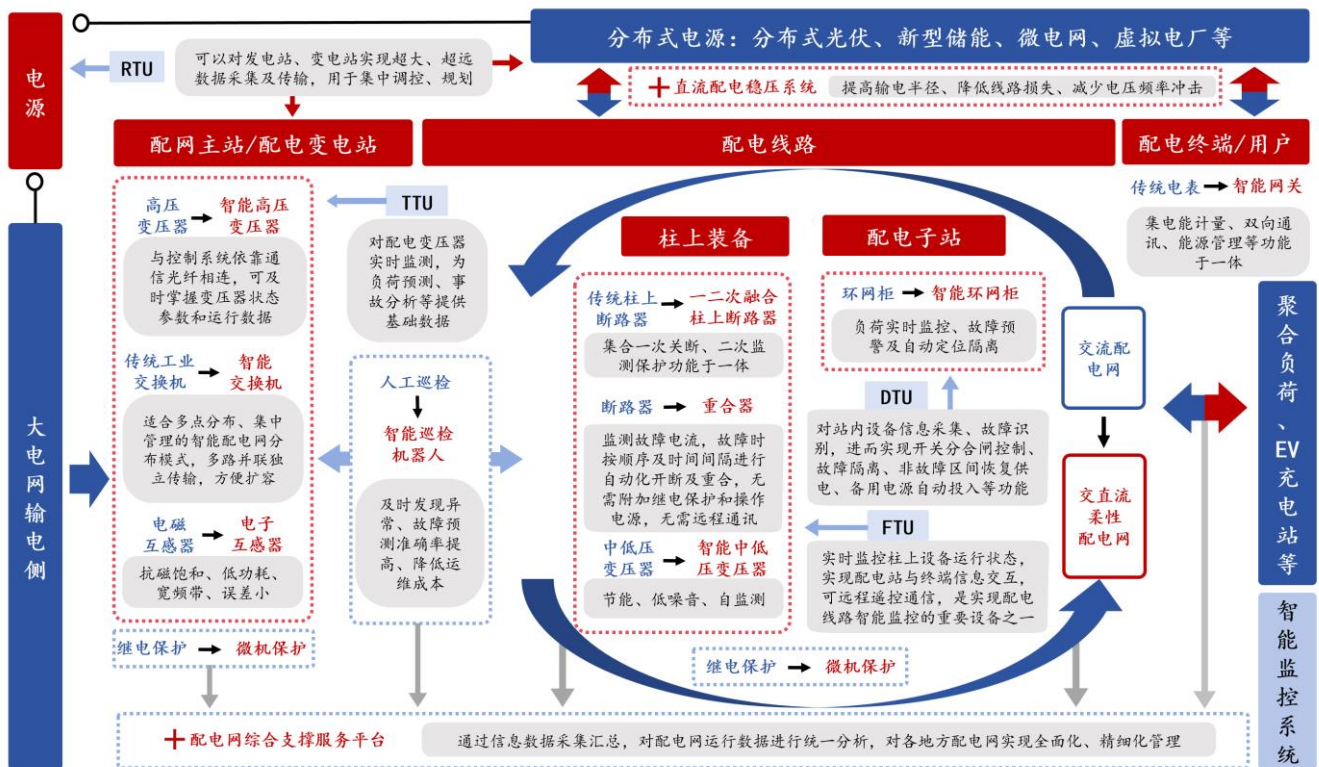 电源
RTU
可以对发电站、变电站实现超大、超远
数据采集及传输，用于集中调控、规划
分布式电源：分布式光伏、新型储能、微电网、虚拟电厂等
＋直流配电稳压系统
提高输电半径、降低线路损失、减少电压频率冲击
配网主站/配电变电站
配电线路
配电终端/用户
大电网输电侧
高压
变压器
智能高压
变压器
与控制系统依靠通
信光纤相连，可及
时掌握变压器状态
参数和运行数据
传统工业
交换机
智能
交换机
适合多点分布、集中
管理的智能配电网分
布模式，多路并联独
立传输，方便扩容
电磁
互感器
电子
互感器
抗磁饱和、低功耗、
宽频带、误差小
继电保护
微机保护
TTU
对配电变压器
实时监测，为
负荷预测、事
故分析等提供
基础数据
人工巡检
智能巡检
机器人
及时发现异
常、故障预
测准确率提
高、降低运
维成本
柱上装备
传统柱上
断路器
一二次融合
柱上断路器
集合一次关断、二次监
测保护功能于一体
断路器
重合器
监测故障电流，故障时
按顺序及时间间隔进行
自动化开断及重合，无
需附加继电保护和操作
电源，无需远程通讯
中低压
变压器
智能中低
压变压器
节能、低噪音、自监测
配电子站
环网柜
智能环网柜
负荷实时监控、故障预
警及自动定位隔离
DTU
对站内设备信息采集、故障识
别，进而实现开关分合闸控制、
故障隔离、非故障区间恢复供
电、备用电源自动投入等功能
FTU
实时监控柱上设备运行状态，
实现配电站与终端信息交互，
可远程遥控通信，是实现配电
线路智能监控的重要设备之一
继电保护
微机保护
交流配
电网
交直流
柔性
配电网
传统电表
智能网关
集电能计量、双向通
讯、能源管理等功能
于一体
聚合负荷、EV充电站等
智能监控系统
＋配电网综合支撑服务平台
通过信息数据采集汇总，对配电网运行数据进行统一分析，对各地方配电网实现全面化、精细化管理